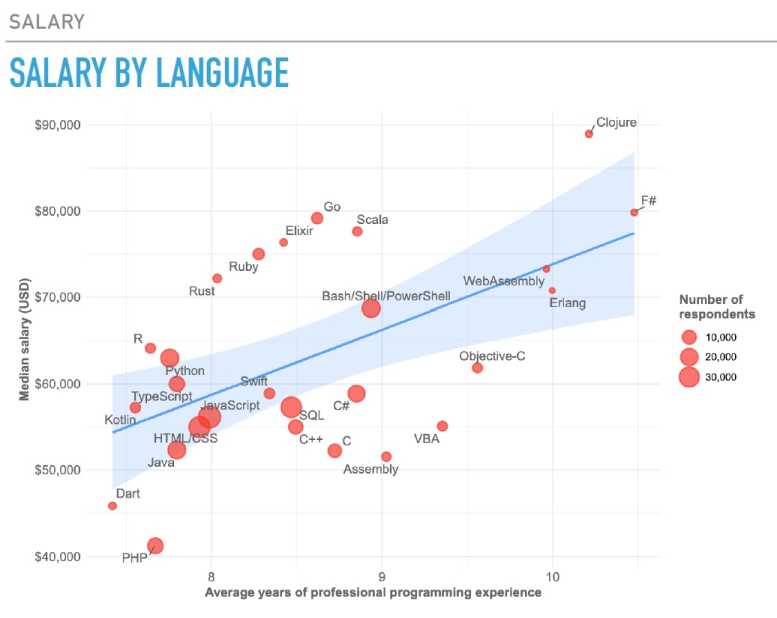 SALARY
SALARY BY LANGUAGE
$90,000
Clojure
$80,000
F#
Go
Scala
Elixir
Ruby
WebAssembly
Rust
$70,000
Bash/Shell/PowerShell
Erlang
Number of
respondents
10,000
20,000
30,000
Median salary (USD)
R
Python
Objective-C
$60,000
Swift
TypeScript
JavaScript
C#
Kotlin
SQL
HTML/CSS
C++
C
VBA
Java
Assembly
$50,000
Dart
PHP
$40,000
8
9
10
Average years of professional programming experience